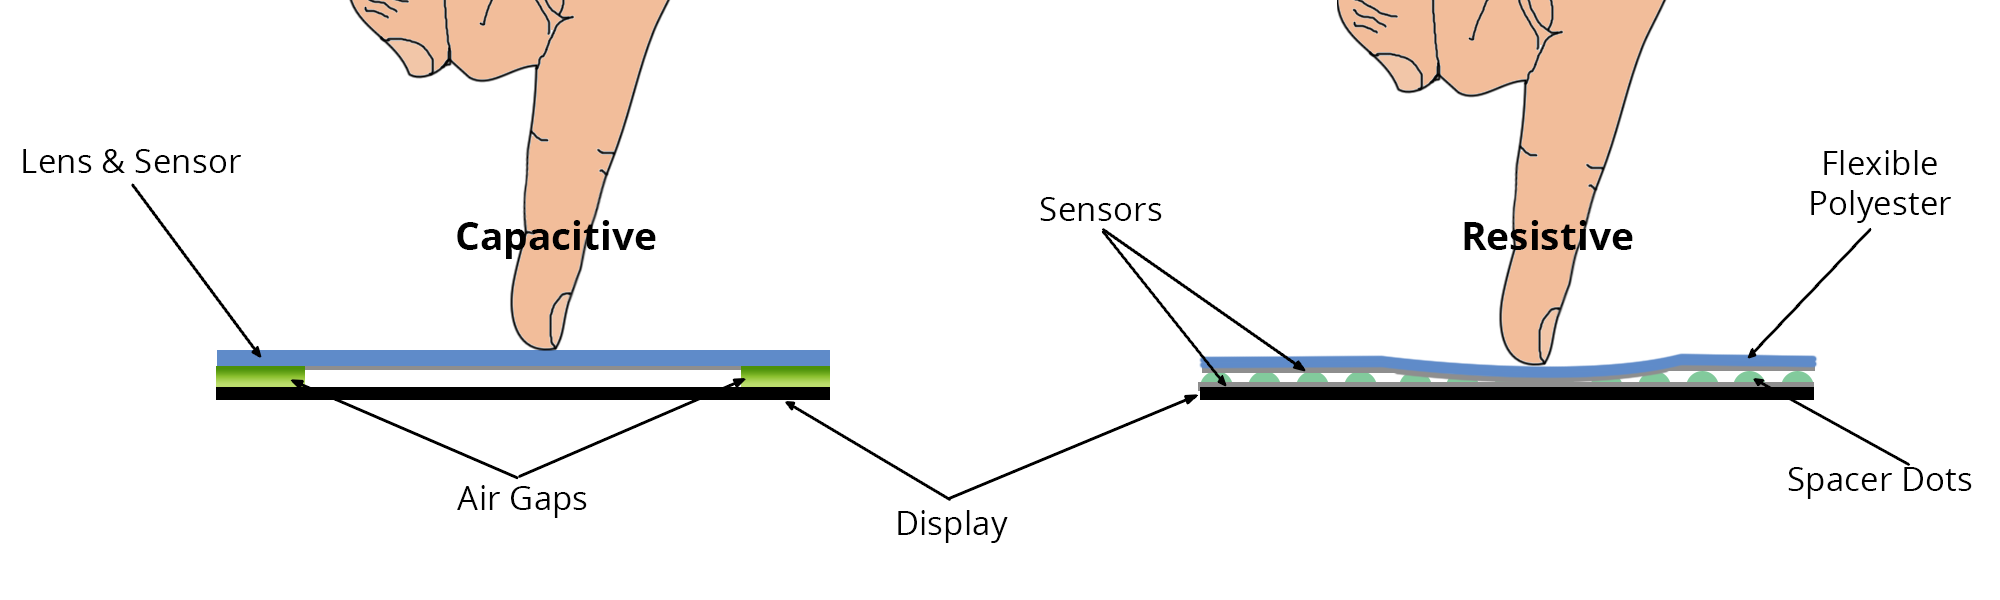 Lens & Sensor
Capacitive
Air Gaps
Display
Sensors
Resistive
Flexible
Polyester
Spacer Dots